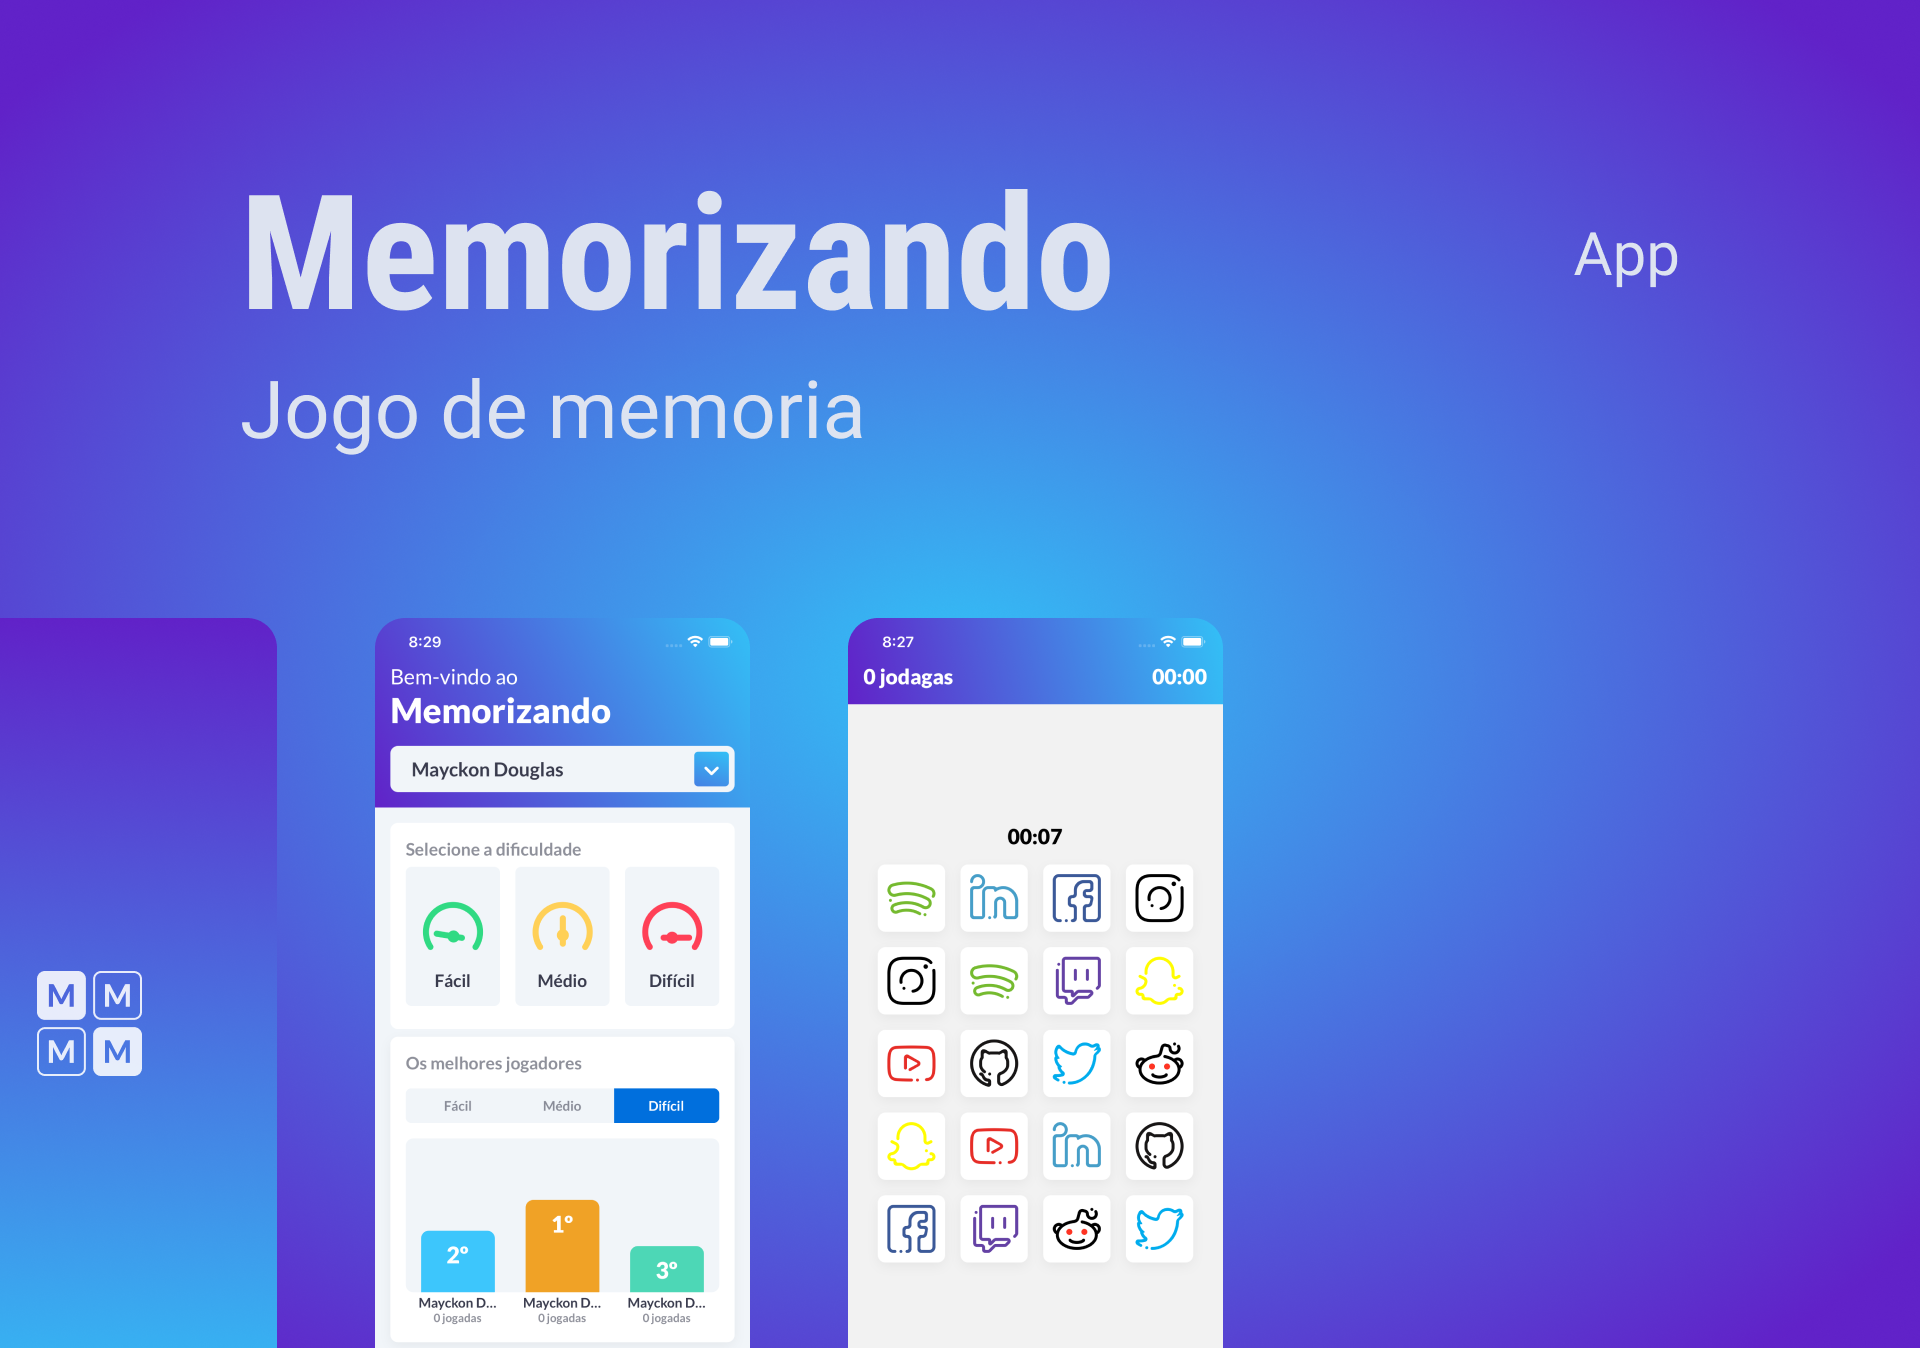 Memorizando
App
Jogo de memoria
M M
M M
8:29
Bem-vindo ao
Memorizando
Mayckon Douglas
Selecione a dificuldade
Fácil Médio Difícil
Os melhores jogadores
Fácil Médio Difícil
2º 1º 3º
Mayckon D... Mayckon D... Mayckon D...
0 jogadas 0 jogadas 0 jogadas
8:27
0 jodagas 00:00
00:07
in
in